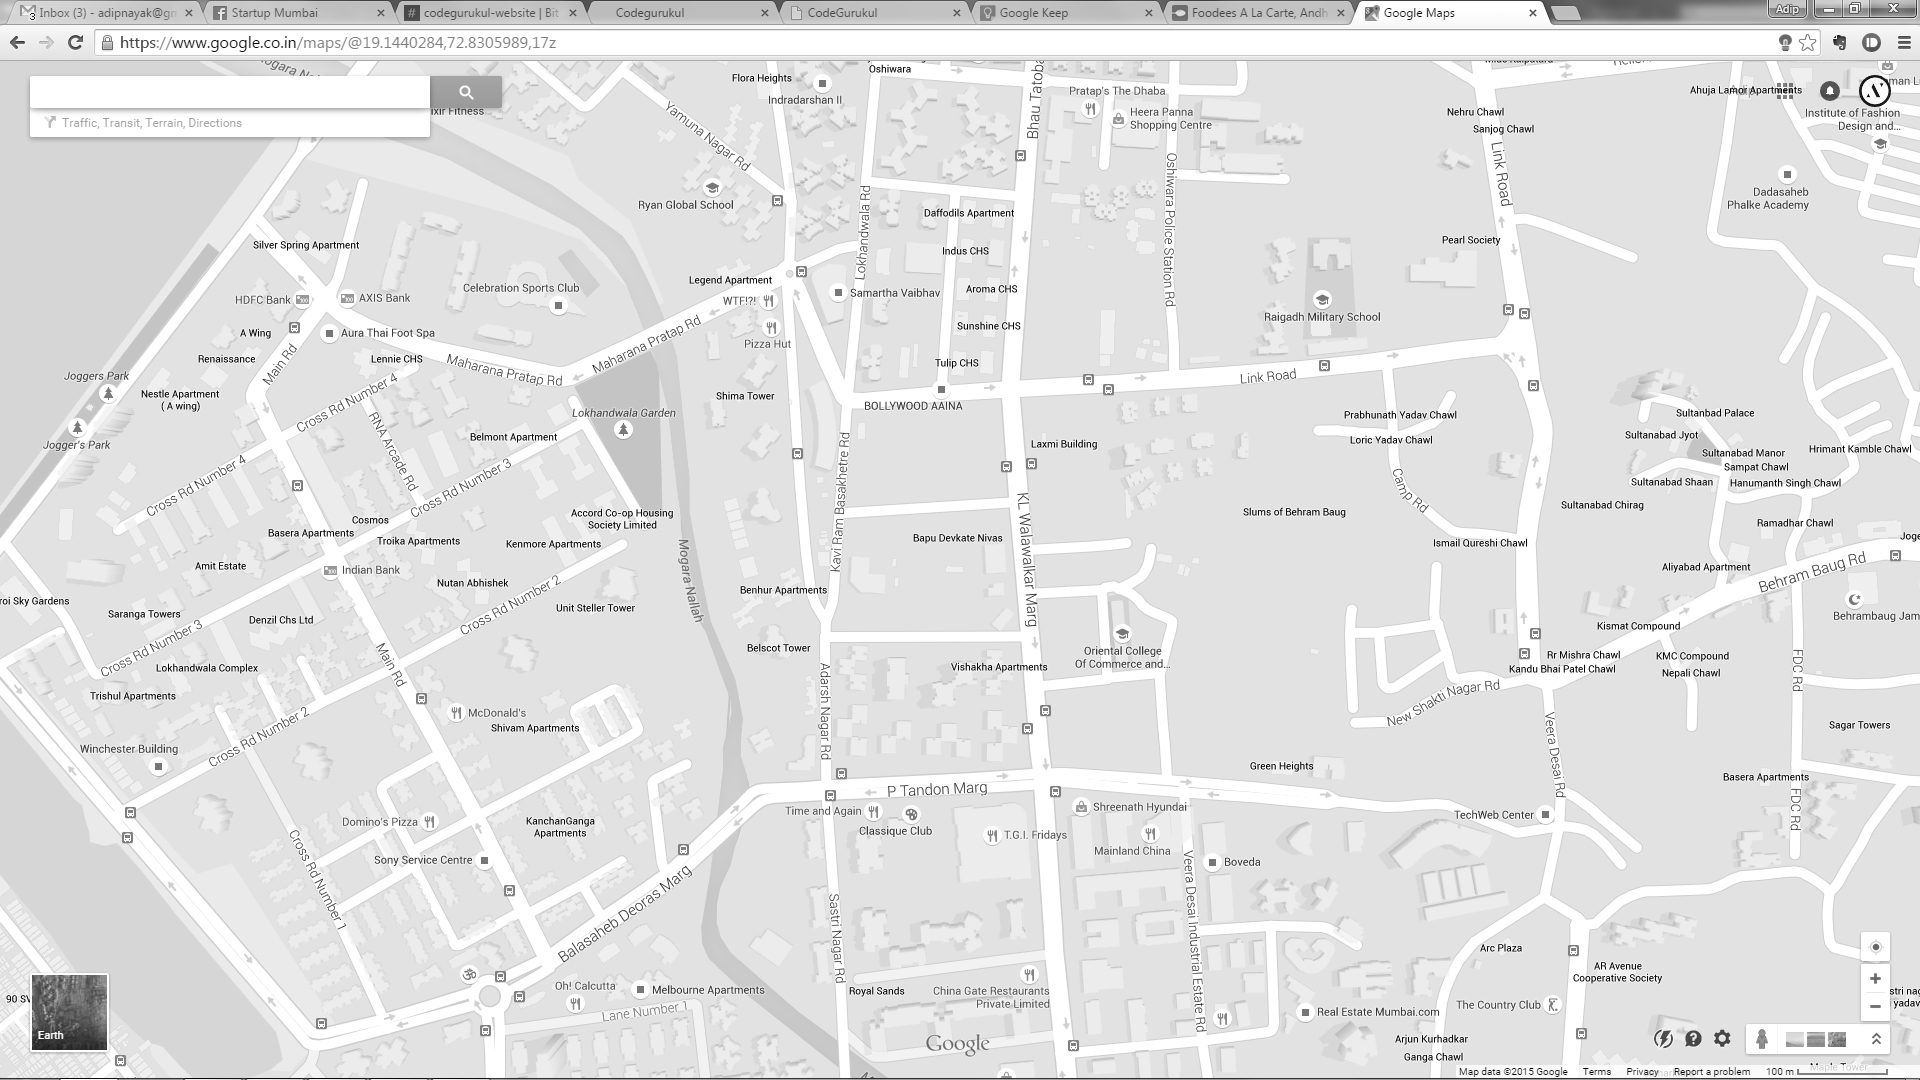 Inbox (3) - adipnayak@gn
Startup Mumbai
codegurukul-website | Bit
Codegurukul
CodeGurukul
Google Keep
Foodees A La Carte, Andh
Google Maps
Adip
https://www.google.co.in/maps/@19.1440284,72.8305989,17z
Traffic, Transit, Terrain, Directions
Flora Heights
Indradarshan II
Oshiwara
Bhau Tatoba
Pratap's The Dhaba
Heera Panna
Shopping Centre
Nehru Chawl
Sanjog Chawl
Ahuja Lamor Apartments
Institute of Fashion
Design and...
Yamuna Nagar Rd
Ryan Global School
Lokhandwala Rd
Daffodils Apartment
Indus CHS
Aroma CHS
Sunshine CHS
Tulip CHS
Oshiwara Police Station Rd
Link Road
Dadasaheb
Phalke Academy
Pearl Society
Silver Spring Apartment
HDFC Bank
AXIS Bank
Celebration Sports Club
Legend Apartment
WTF!?!
Samartha Vaibhav
Pizza Hut
Raigadh Military School
A Wing
Aura Thai Foot Spa
Renaissance
Lennie CHS
Main Rd
Maharana Pratap Rd
Maharana Pratap Rd
Joggers Park
Nestle Apartment
( A wing)
Jogger's Park
Cross Rd Number 4
RNA Arcade Rd
Lokhandwala Garden
Shima Tower
BOLLYWOOD AAINA
Link Road
Belmont Apartment
Cross Rd Number 3
Cross Rd Number 4
Laxmi Building
Prabhunath Yadav Chawl
Loric Yadav Chawl
Camp Rd
Sultanbad Palace
Sultanabad Jyot
Sultanabad Manor
Sampat Chawl
Hrimant Kamble Chawl
Sultanabad Shaan
Hanumanth Singh Chawl
Sultanabad Chirag
Ramadhar Chawl
Slums of Behram Baug
Ismail Qureshi Chawl
Accord Co-op Housing
Society Limited
Cosmos
Basera Apartments
Troika Apartments
Kenmore Apartments
Amit Estate
Indian Bank
Nutan Abhishek
Cross Rd Number 2
Unit Steller Tower
Mogara Nallah
Kavi Ram Basakhetre Rd
KL Walawalkar Marg
Bapu Devkate Nivas
Benhur Apartments
Belscot Tower
Vishakha Apartments
Oriental College
Of Commerce and...
Aliyabad Apartment
Behram Baug Rd
Behrambaug Jam
Kismat Compound
Rr Mishra Chawl
Kandu Bhai Patel Chawl
KMC Compound
Nepali Chawl
New Shakti Nagar Rd
FDC Rd
Sagar Towers
roi Sky Gardens
Saranga Towers
Denzil Chs Ltd
Cross Rd Number 3
Lokhandwala Complex
Trishul Apartments
Main Rd
Adarsh Nagar Rd
McDonald's
Shivam Apartments
Cross Rd Number 2
Winchester Building
Veera Desai Rd
Green Heights
Basera Apartments
FDC Rd
P Tandon Marg
Time and Again
Classique Club
Shreenath Hyundai
T.G.I. Fridays
Mainland China
Boveda
TechWeb Center
Domino's Pizza
KanchanGanga
Apartments
Sony Service Centre
Cross Rd Number 1
Balasaheb Deoras Marg
Sastri Nagar Rd
Veera Desai Industrial Estate Rd
Arc Plaza
AR Avenue
Cooperative Society
Oh! Calcutta
Melbourne Apartments
Lane Number 1
Royal Sands
China Gate Restaurants
Private Limited
Real Estate Mumbai.com
The Country Club
Arjun Kurhadkar
Ganga Chawl
Earth
Google
Map data ©2015 Google
Terms
Privacy
Report a problem
100 m
Maple Tower